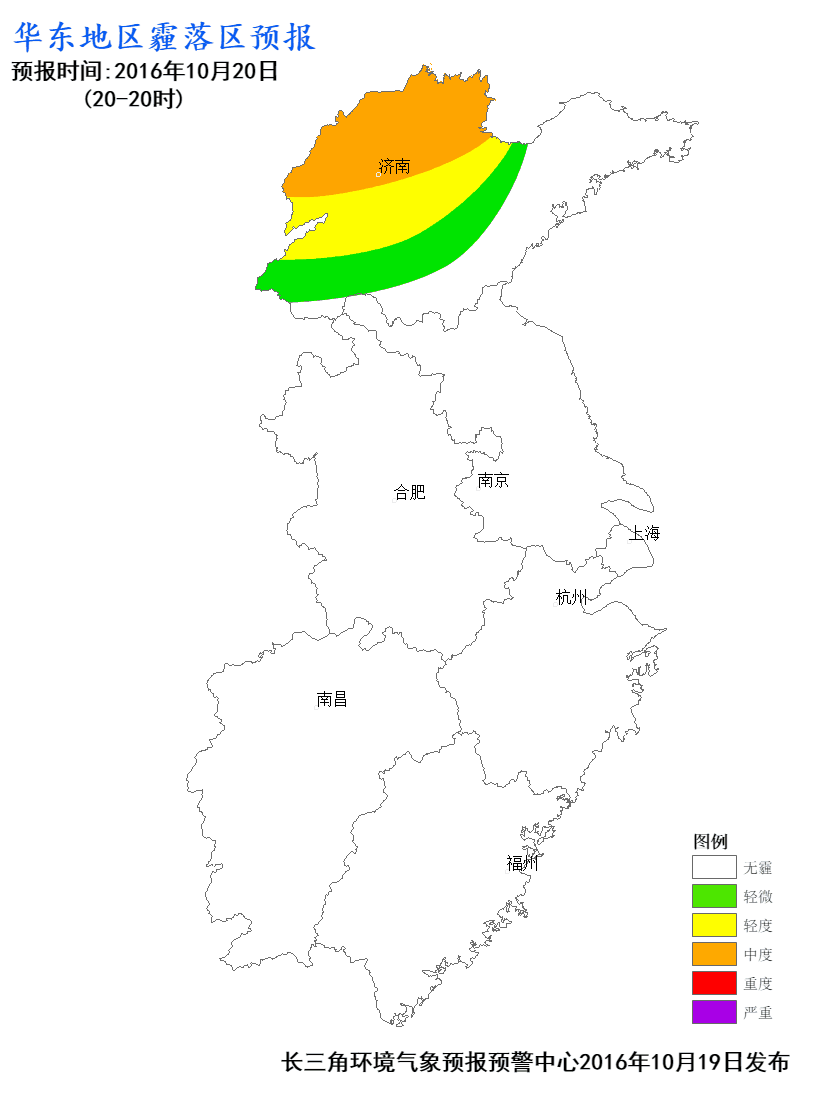 华东地区霾落区预报
预报时间:2016年10月20日
(20-20时)
济南
南京
合肥
上海
杭州
南昌
福州
图例
无霾
轻微
轻度
中度
重度
严重
长三角环境气象预报预警中心2016年10月19日发布